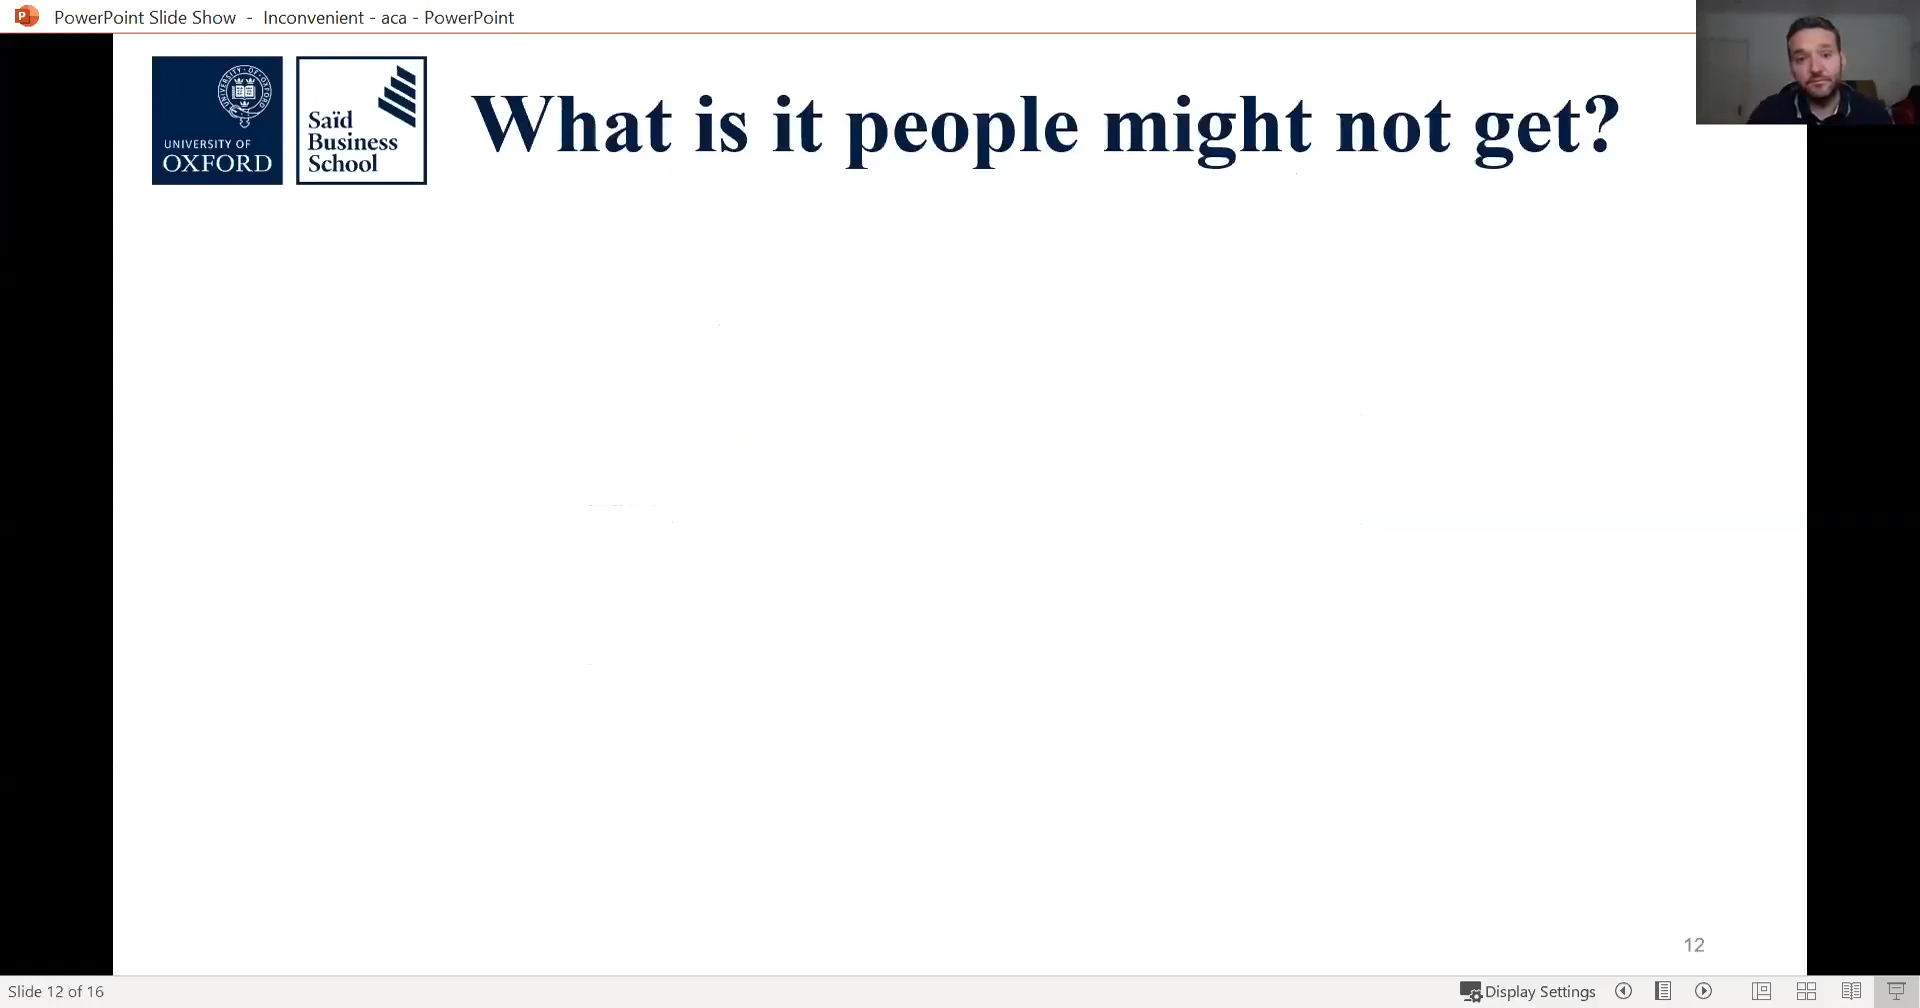 PowerPoint Slide Show - Inconvenient - aca - PowerPoint
UNIVERSITY OF
OXFORD
Saïd
Business
School
What is it people might not get?
12
Slide 12 of 16
Display Settings